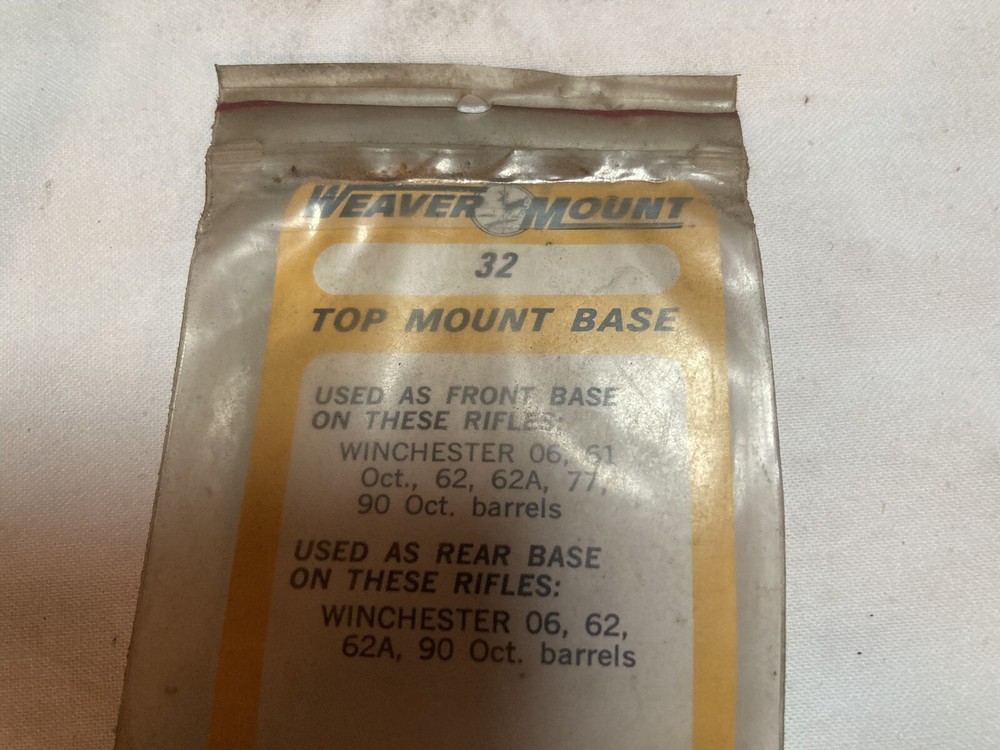 WEAVER MOUNT
32
TOP MOUNT BASE
USED AS FRONT BASE
ON THESE RIFLES:
WINCHESTER 06, 61
Oct., 62, 62A, 77,
90 Oct. barrels
USED AS REAR BASE
ON THESE RIFLES:
WINCHESTER 06, 62,
62A, 90 Oct. barrels